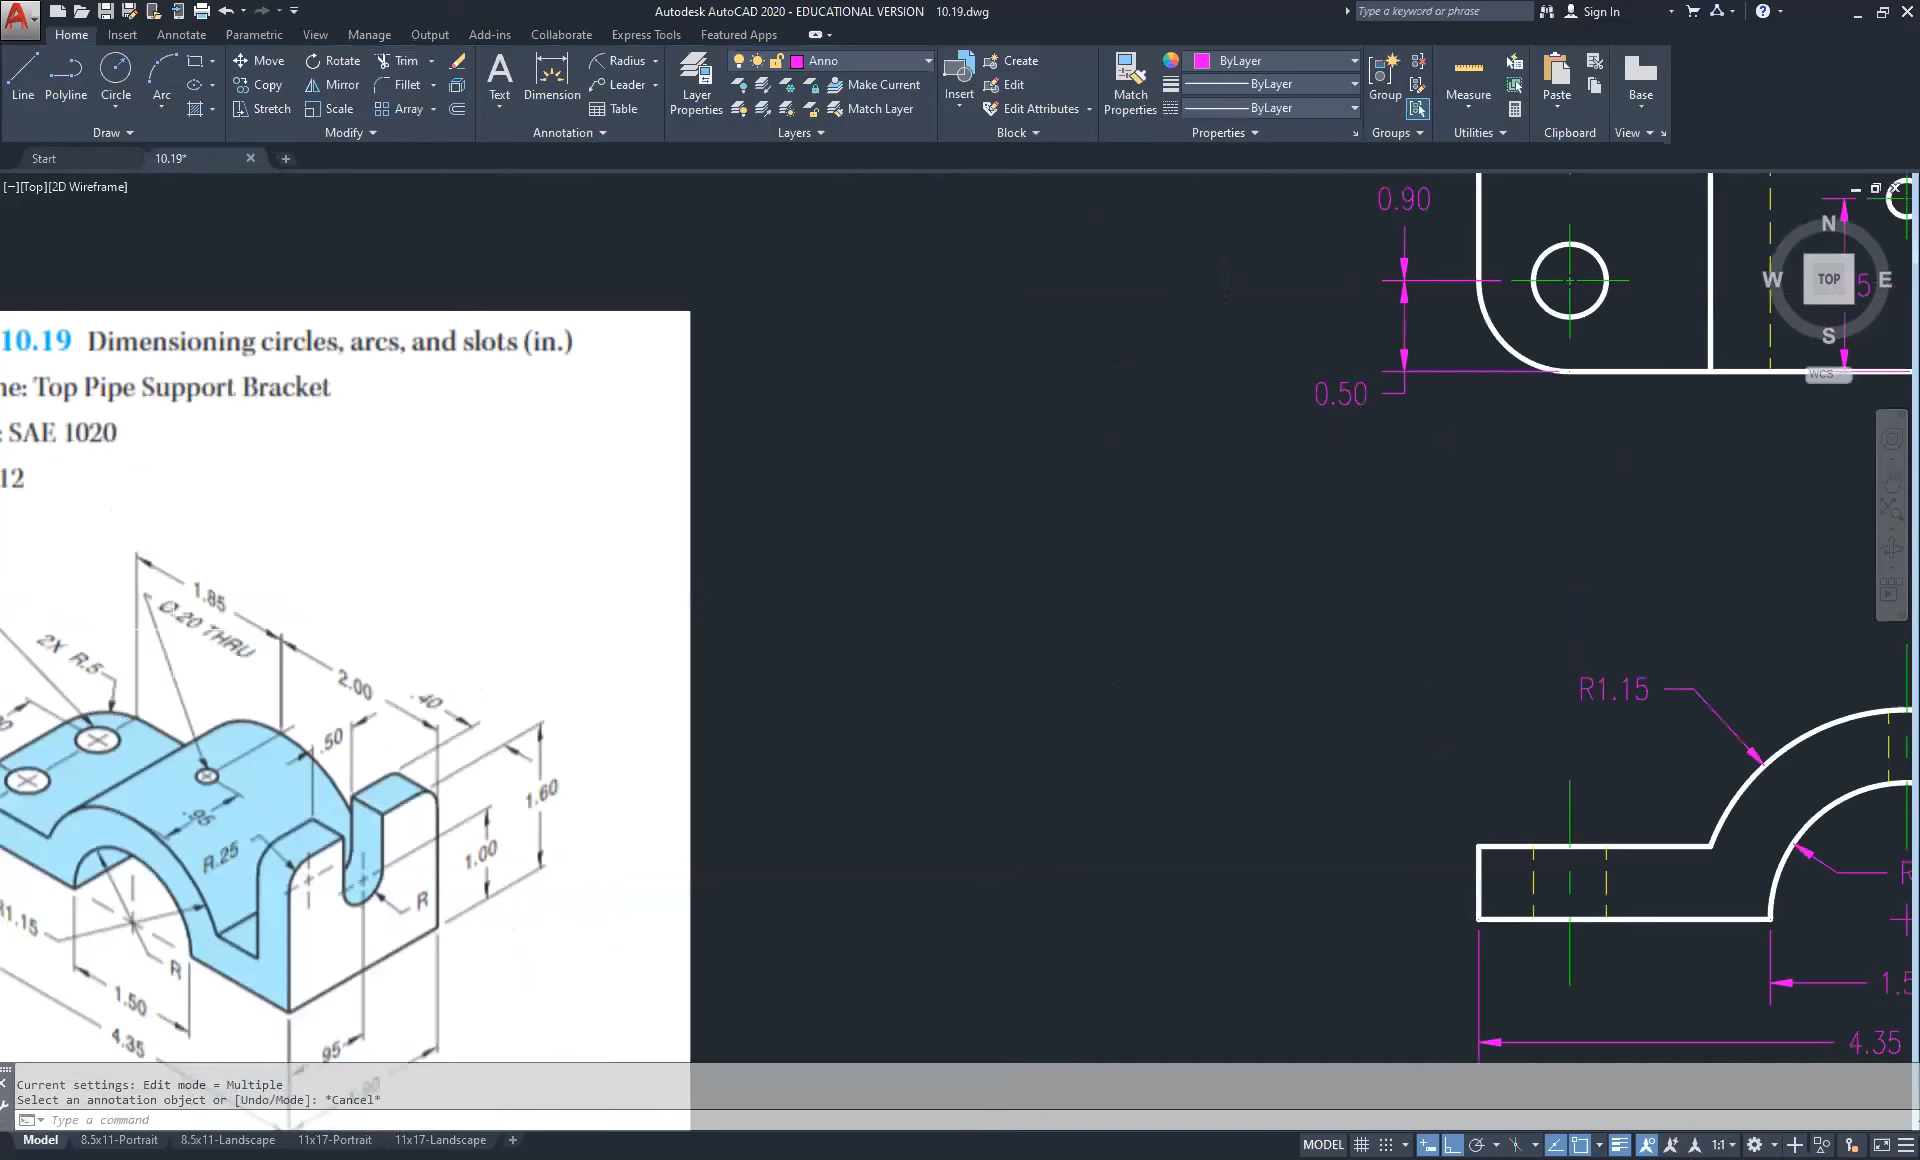 Autodesk AutoCAD 2020 - EDUCATIONAL VERSION 10.19.dwg
Type a keyword or phrase
Sign In
Home Insert Annotate Parametric View Manage Output Add-ins Collaborate Express Tools Featured Apps
Line Polyline Circle Arc
Move Rotate Trim
Copy Mirror Fillet
Stretch Scale Array
Text Dimension
Radius
Leader
Table
Layer Properties
Anno
Make Current
Match Layer
Insert
Create
Edit
Edit Attributes
Match Properties
ByLayer
ByLayer
ByLayer
Group
Measure
Paste
Base
Draw Modify Annotation Layers Block Properties Groups Utilities Clipboard View
Start 10.19*
[−][Top][2D Wireframe]
0.90
0.50
N
W TOP E
S
5
WCS
10.19 Dimensioning circles, arcs, and slots (in.)
ne: Top Pipe Support Bracket
: SAE 1020
12
1.85
Ø.20 THRU
2X R.5
2.00
.40
.50
1.60
.95
R.25
1.00
R
R1.15
R
1.50
4.35
.95
R1.15
4.35
Current settings: Edit mode = Multiple
Select an annotation object or [Undo/Mode]: *Cancel*
Type a command
Model 8.5x11-Portrait 8.5x11-Landscape 11x17-Portrait 11x17-Landscape
MODEL
1:1